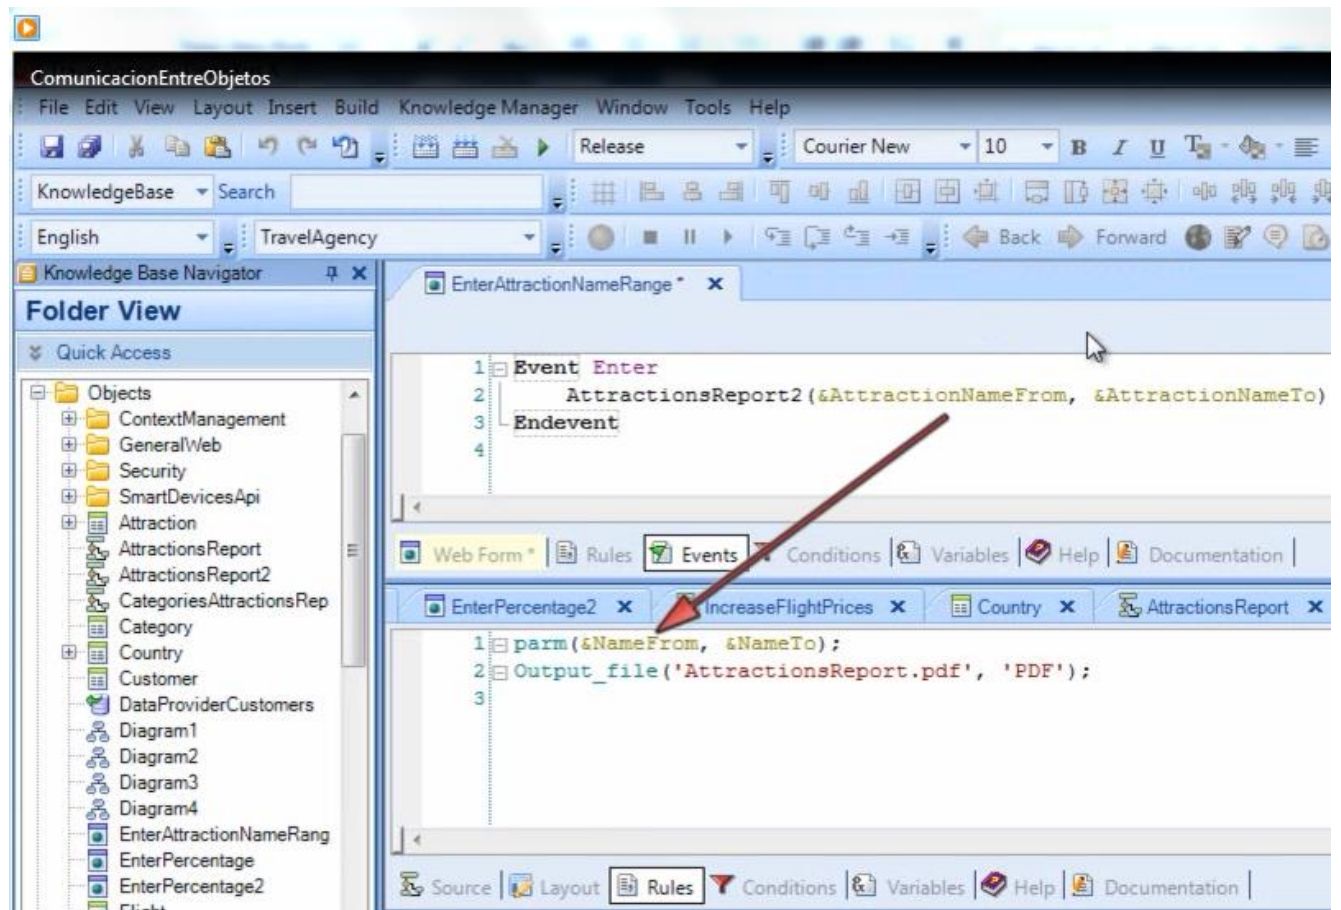 ComunicacionEntreObjetos
File Edit View Layout Insert Build Knowledge Manager Window Tools Help
Release Courier New 10 B I U
KnowledgeBase Search
English TravelAgency Back Forward
Knowledge Base Navigator
Folder View
Quick Access
Objects
ContextManagement
GeneralWeb
Security
SmartDevicesApi
Attraction
AttractionsReport
AttractionsReport2
CategoriesAttractionsRep
Category
Country
Customer
DataProviderCustomers
Diagram1
Diagram2
Diagram3
Diagram4
EnterAttractionNameRang
EnterPercentage
EnterPercentage2
EnterAttractionNameRange *
1 Event Enter
2 AttractionsReport2(&AttractionNameFrom, &AttractionNameTo)
3 Endevent
4
Web Form * Rules Events Conditions Variables Help Documentation
EnterPercentage2 IncreaseFlightPrices Country AttractionsReport
1 parm(&NameFrom, &NameTo);
2 Output_file('AttractionsReport.pdf', 'PDF');
3
Source Layout Rules Conditions Variables Help Documentation